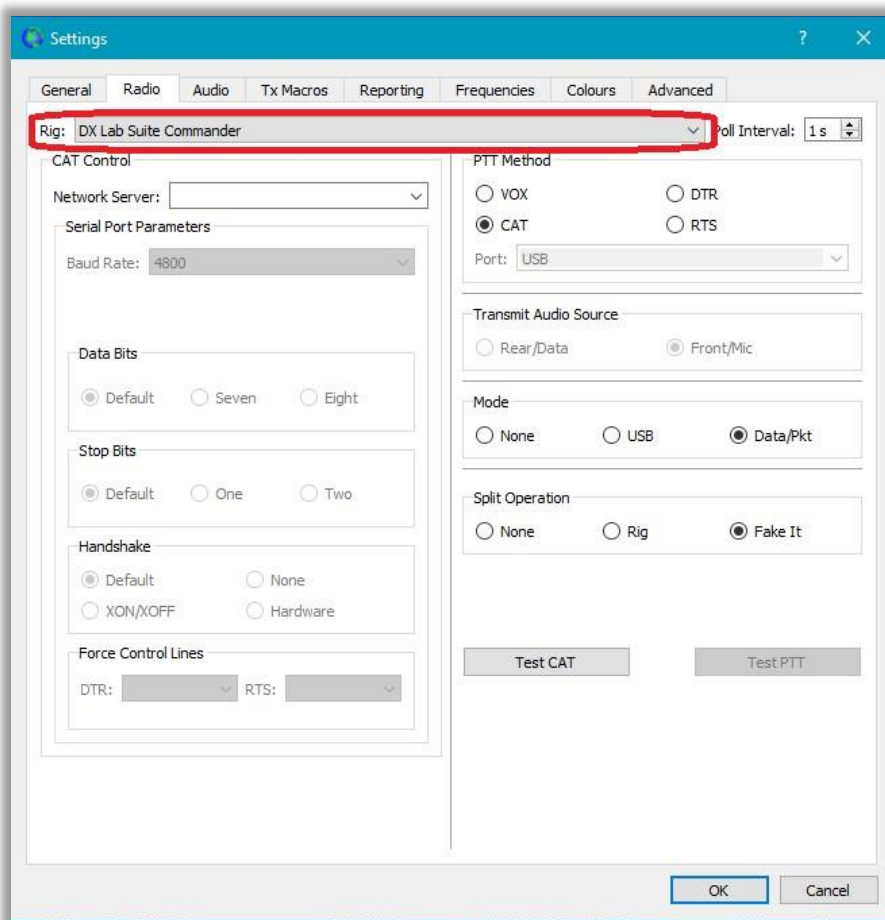 Settings
?
General Radio Audio Tx Macros Reporting Frequencies Colours Advanced
Rig: DX Lab Suite Commander Poll Interval: 1 s
CAT Control
Network Server:
Serial Port Parameters
Baud Rate: 4800
Data Bits
Default Seven Eight
Stop Bits
Default One Two
Handshake
Default None
XON/XOFF Hardware
Force Control Lines
DTR: RTS:
PTT Method
VOX DTR
CAT RTS
Port: USB
Transmit Audio Source
Rear/Data Front/Mic
Mode
None USB Data/Pkt
Split Operation
None Rig Fake It
Test CAT Test PTT
OK Cancel